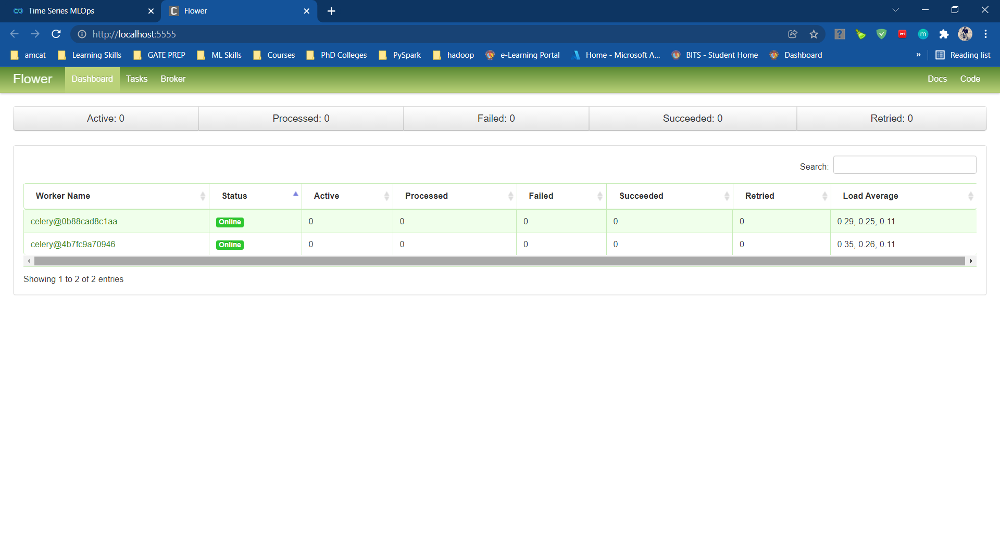 Time Series MLOps
Flower
http://localhost:5555
amcat Learning Skills GATE PREP ML Skills Courses PhD Colleges PySpark hadoop e-Learning Portal Home - Microsoft A... BITS - Student Home Dashboard » Reading list
Flower Dashboard Tasks Broker Docs Code
Active: 0 Processed: 0 Failed: 0 Succeeded: 0 Retried: 0
Search:
Worker Name Status Active Processed Failed Succeeded Retried Load Average
celery@0b88cad8c1aa Online 0 0 0 0 0 0.29, 0.25, 0.11
celery@4b7fc9a70946 Online 0 0 0 0 0 0.35, 0.26, 0.11
Showing 1 to 2 of 2 entries